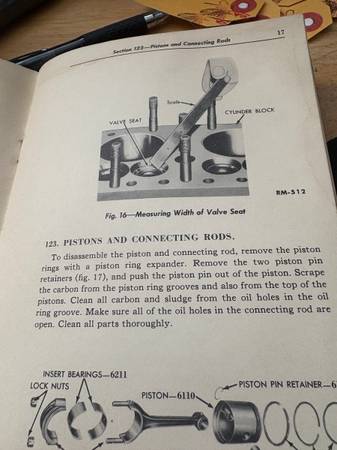 Section 123—Pistons and Connecting Rods 17
Scale
VALVE SEAT
CYLINDER BLOCK
RM-512
Fig. 16—Measuring Width of Valve Seat
123. PISTONS AND CONNECTING RODS.
To disassemble the piston and connecting rod, remove the piston
rings with a piston ring expander. Remove the two piston pin
retainers (fig. 17), and push the piston pin out of the piston. Scrape
the carbon from the piston ring grooves and also from the top of the
pistons. Clean all carbon and sludge from the oil holes in the oil
ring groove. Make sure all of the oil holes in the connecting rod are
open. Clean all parts thoroughly.
INSERT BEARINGS—6211
LOCK NUTS
PISTON—6110
PISTON PIN RETAINER—6